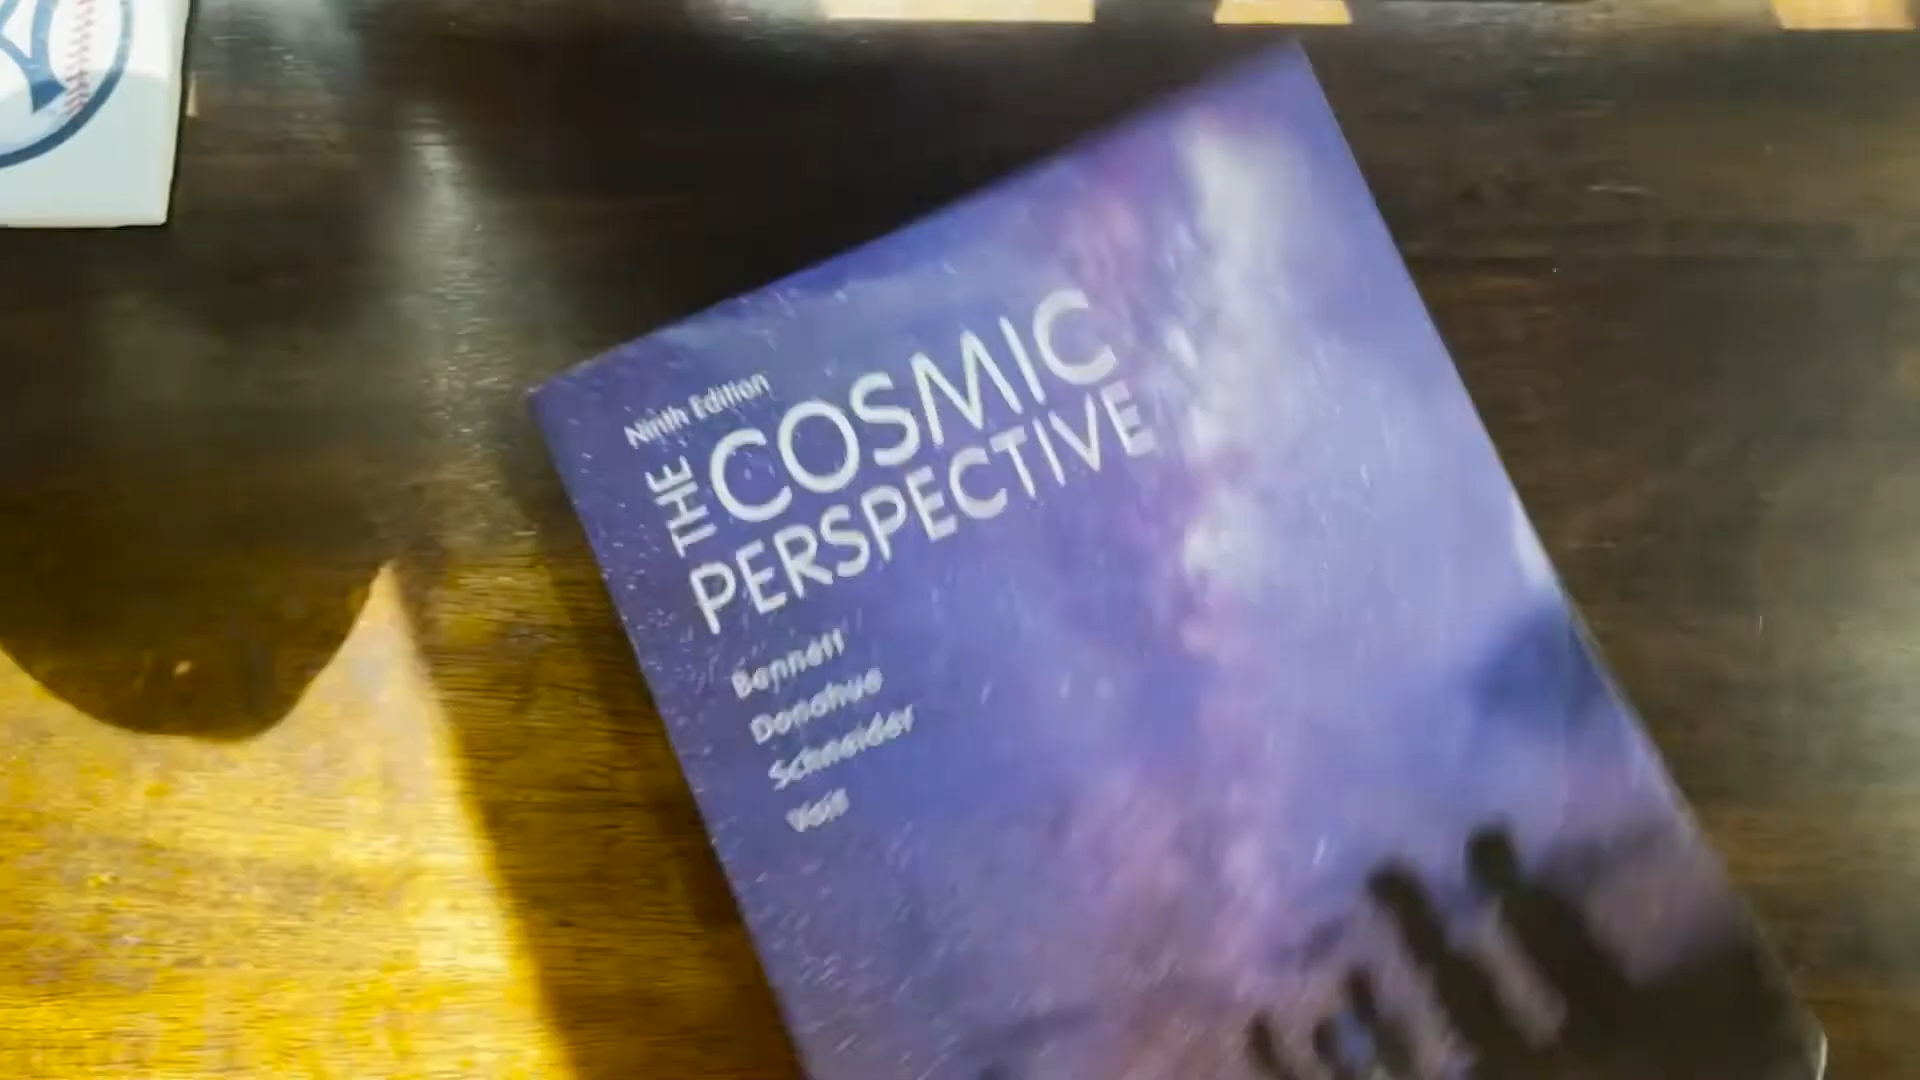 Ninth Edition
THE COSMIC
PERSPECTIVE
Bennett
Donahue
Schneider
Voit